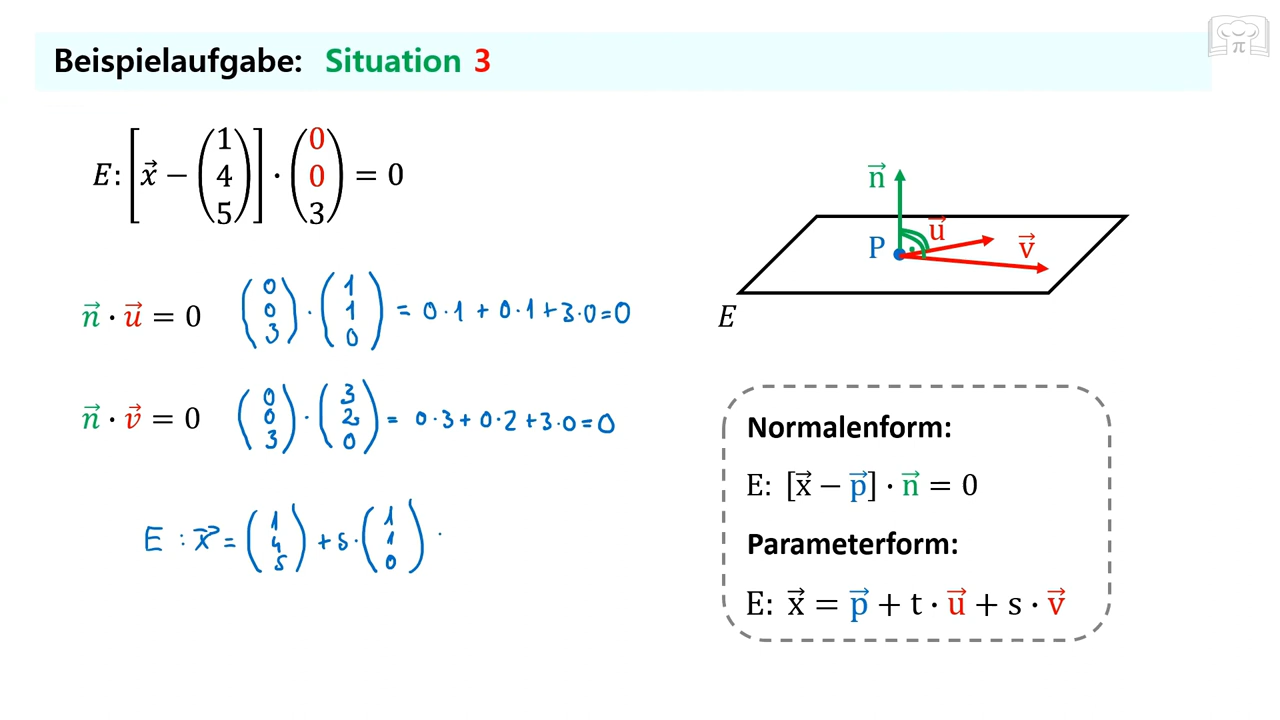 Beispielaufgabe: Situation 3
E: [x⃗ − (1 4 5)] · (0 0 3) = 0
n⃗ · u⃗ = 0 (0 0 3) · (1 1 0) = 0·1 + 0·1 + 3·0 = 0
n⃗ · v⃗ = 0 (0 0 3) · (3 2 0) = 0·3 + 0·2 + 3·0 = 0
E : x⃗ = (1 4 5) + s · (1 1 0)
n⃗
u⃗
P
v⃗
E
Normalenform:
E: [x⃗ − p⃗] · n⃗ = 0
Parameterform:
E: x⃗ = p⃗ + t · u⃗ + s · v⃗
π